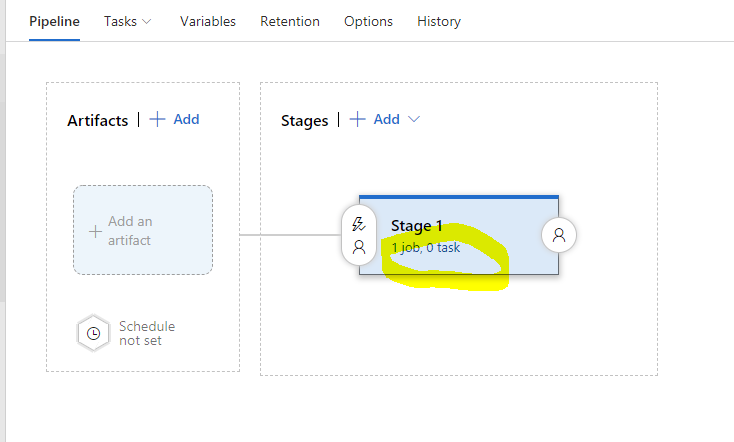 Pipeline Tasks Variables Retention Options History
Artifacts | + Add
Stages | + Add
+ Add an
artifact
Stage 1
1 job, 0 task
Schedule
not set